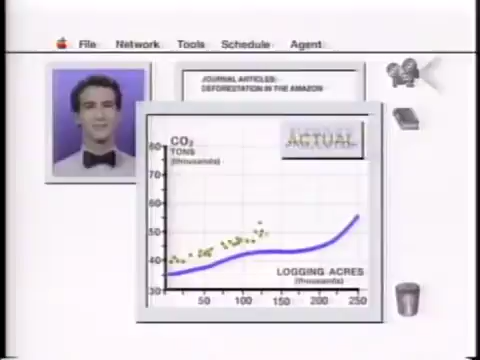 File Network Tools Schedule Agent
JOURNAL ARTICLES:
DEFORESTATION IN THE AMAZON
CO₂
TONS
(thousands)
ACTUAL
80
70
60
50
40
30
LOGGING ACRES
(thousands)
50 100 150 200 250